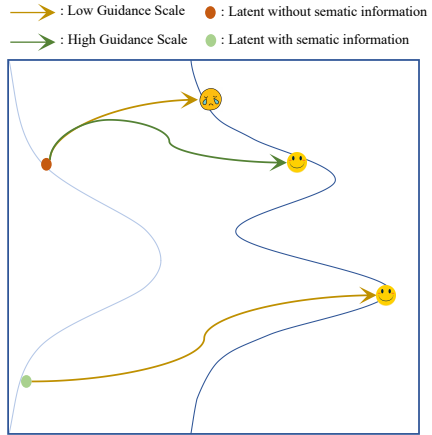 : Low Guidance Scale : Latent without sematic information
: High Guidance Scale : Latent with sematic information